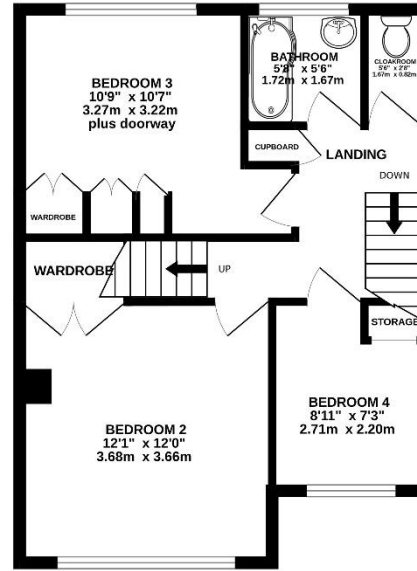 BATHROOM
5'8" x 5'6"
1.72m x 1.67m
CLOAKROOM
5'6" x 2'8"
1.67m x 0.82m
BEDROOM 3
10'9" x 10'7"
3.27m x 3.22m
plus doorway
CUPBOARD
LANDING
DOWN
WARDROBE
WARDROBE
UP
STORAGE
BEDROOM 4
8'11" x 7'3"
2.71m x 2.20m
BEDROOM 2
12'1" x 12'0"
3.68m x 3.66m